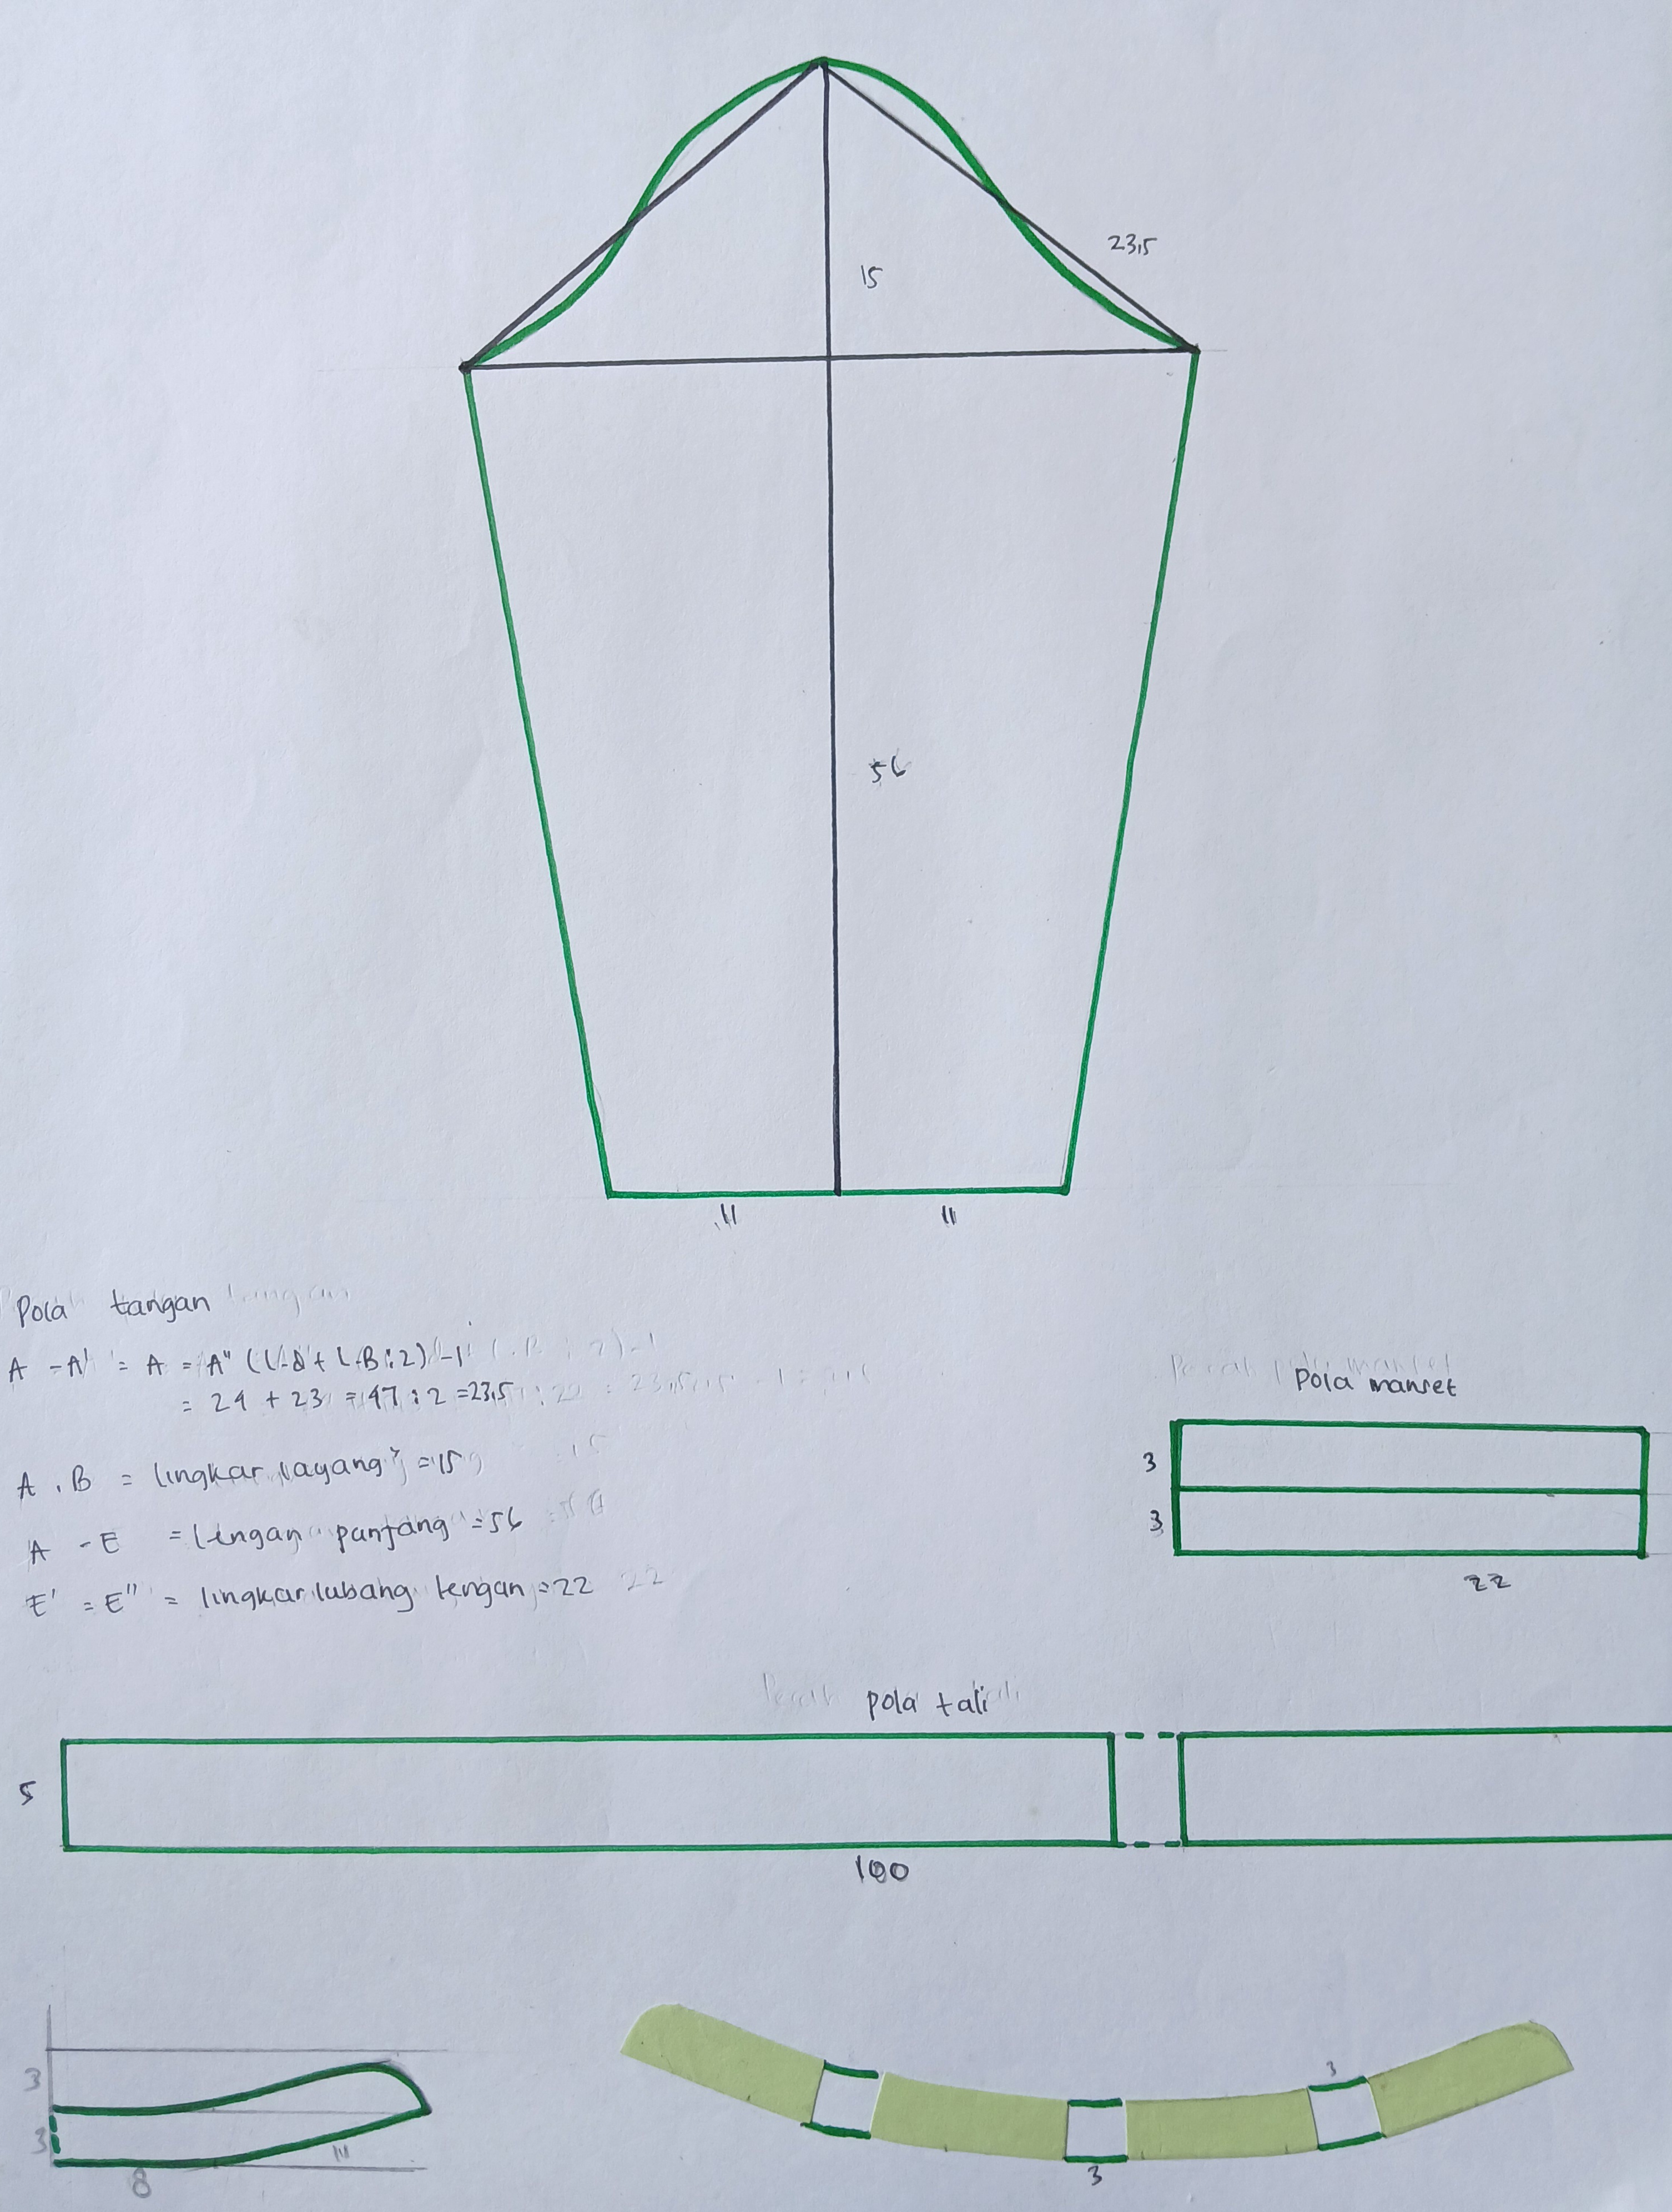 23,5
15
56
11 11
Pola tangan
A - A' = A = A" (L.d + L.B : 2) - 1
= 24 + 23 = 47 : 2 = 23,5
A . B = lingkar layang² = 15
A - E = lengan panjang = 56
E' = E" = lingkar lubang lengan = 22
Pola manset
3
3
22
pola tali
5
100
3
3
8 11
3
3